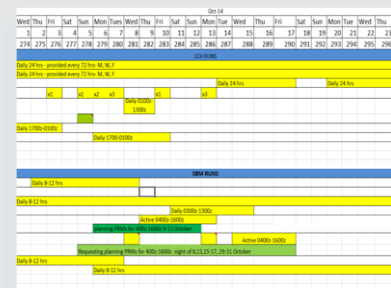 Oct-14
Wed Thu Fri Sat Sun Mon Tues Wed Thu Fri Sat Sun Mon Tue Wed Thu Fri Sat Sun Mon Tue Wed Thu
1 2 3 4 5 6 7 8 9 10 11 12 13 14 15 16 17 18 19 20 21 22 23
274 275 276 277 278 279 280 281 282 283 284 285 286 287 288 289 290 291 292 293 294 295 296
LCH RUNS
Daily 24 hrs - provided every 72 hrs- M, W, F
Daily 24 hrs - provided every 72 hrs- M, W, F
Daily 24 hrs Daily 24 hrs
x1 x1 x2 x3 x1 x3
Daily 0100z-
1300z
Daily 1700z-0100z
Daily 1700-0100z
SBM RUNS
Daily 8-12 hrs
Daily 8-12 hrs
Daily 0300z-1300z
Active 0400z-1600z
planning PRMs for 400z-1600z 8-13 October
Active 0400z-1600z
Requesting planning PRMs for 400z-1600z night of 8,13,15-17, 29-31 October
Daily 8-12 hrs
Daily 8-12 hrs